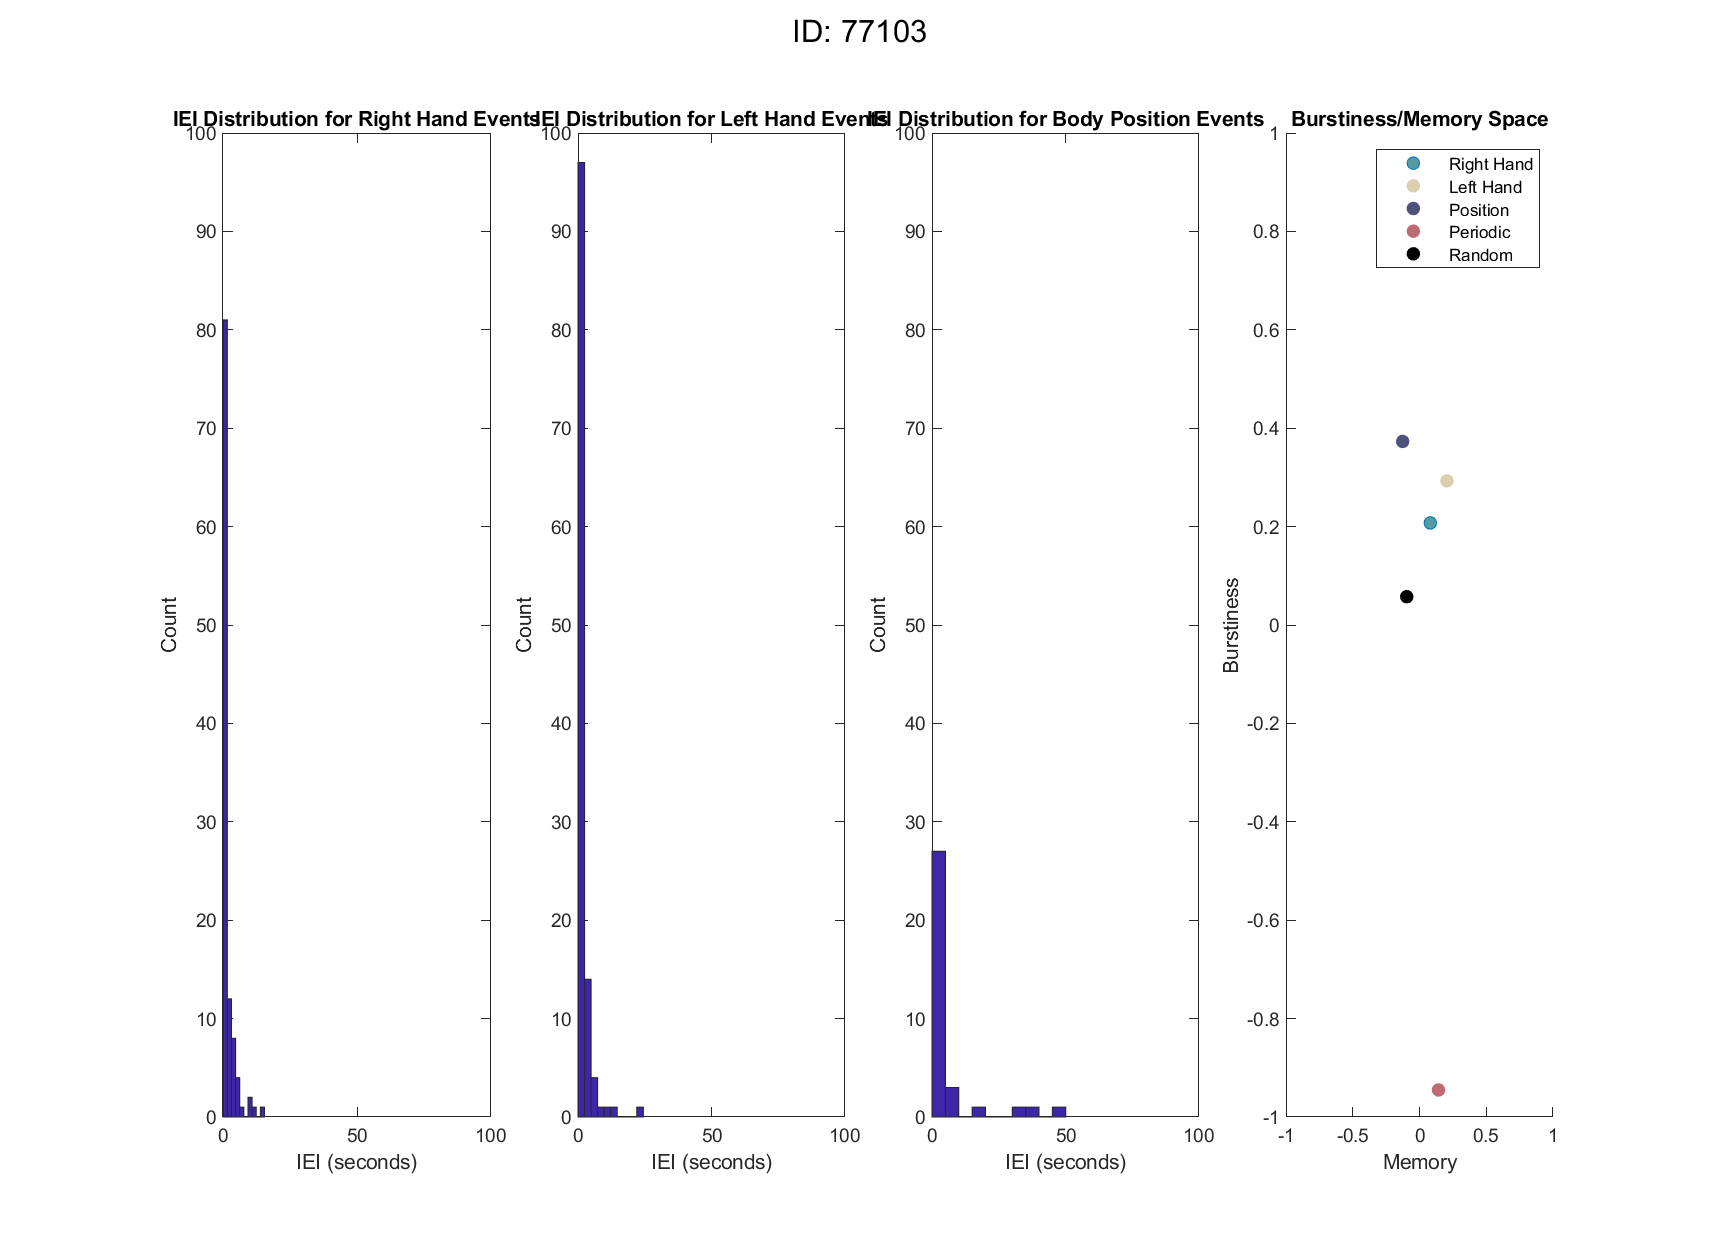 ID: 77103
IEI Distribution for Right Hand Events
100
90
80
70
60
50
40
30
20
10
0
Count
0 50 100
IEI (seconds)
IEI Distribution for Left Hand Events
100
90
80
70
60
50
40
30
20
10
0
Count
0 50 100
IEI (seconds)
IEI Distribution for Body Position Events
100
90
80
70
60
50
40
30
20
10
0
Count
0 50 100
IEI (seconds)
Burstiness/Memory Space
1
0.8
0.6
0.4
0.2
0
-0.2
-0.4
-0.6
-0.8
-1
Burstiness
-1 -0.5 0 0.5 1
Memory
Right Hand
Left Hand
Position
Periodic
Random